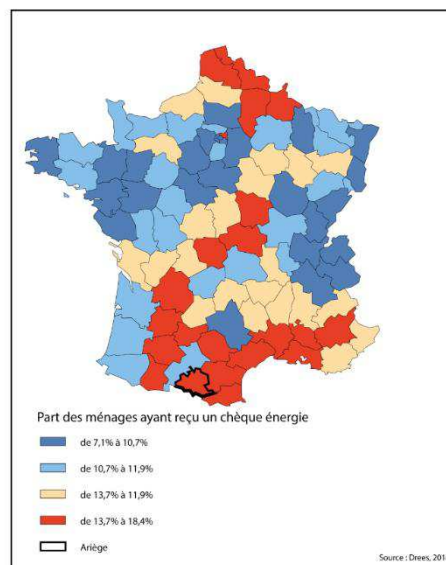 Part des ménages ayant reçu un chèque énergie
de 7,1% à 10,7%
de 10,7% à 11,9%
de 13,7% à 11,9%
de 13,7% à 18,4%
Ariège
Source : Drees,